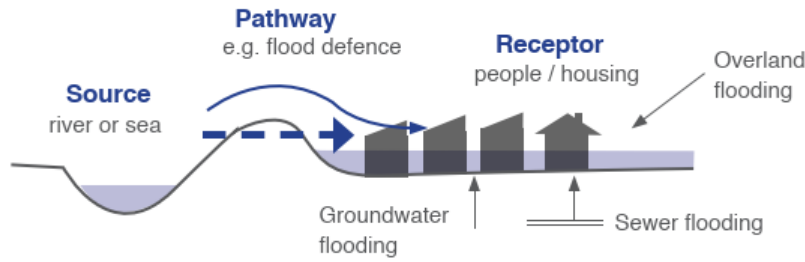 Pathway
e.g. flood defence
Receptor
people / housing
Overland
flooding
Source
river or sea
Groundwater
flooding
Sewer flooding